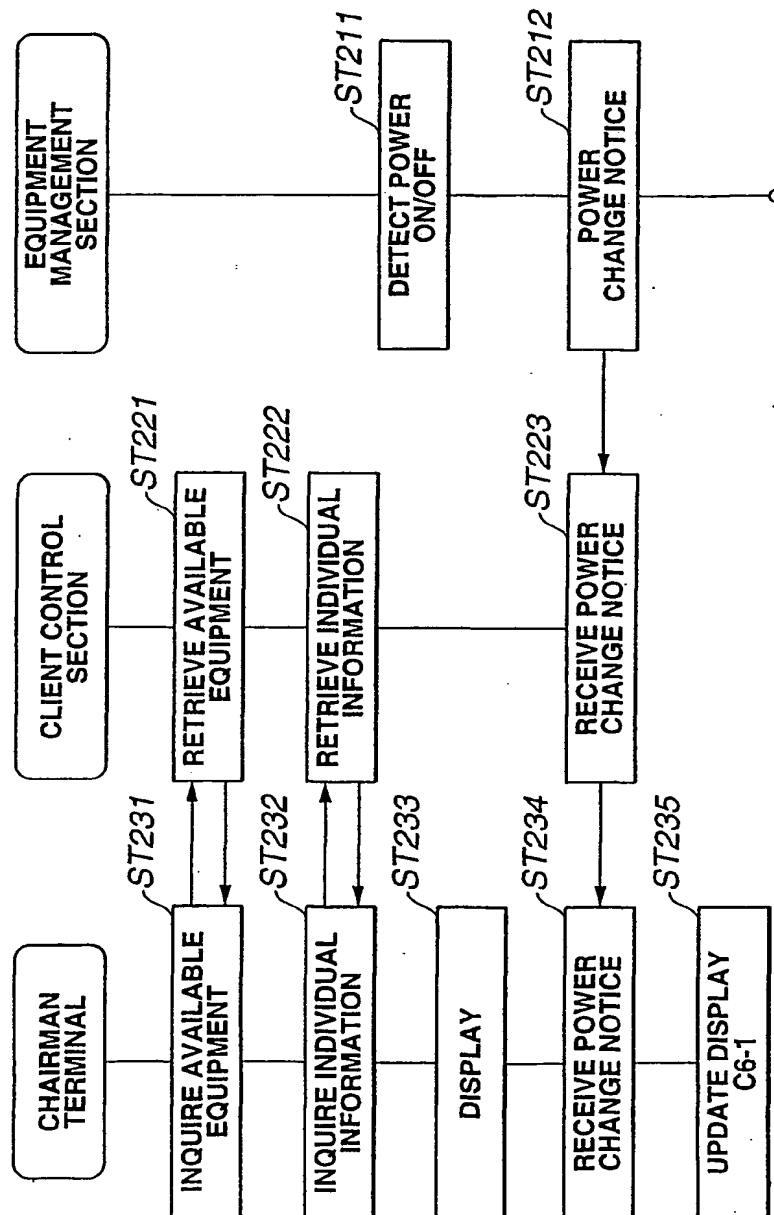 CHAIRMAN
TERMINAL
CLIENT CONTROL
SECTION
EQUIPMENT
MANAGEMENT
SECTION
ST231
INQUIRE AVAILABLE
EQUIPMENT
ST221
RETRIEVE AVAILABLE
EQUIPMENT
ST232
INQUIRE INDIVIDUAL
INFORMATION
ST222
RETRIEVE INDIVIDUAL
INFORMATION
ST233
DISPLAY
ST211
DETECT POWER
ON/OFF
ST234
RECEIVE POWER
CHANGE NOTICE
ST223
RECEIVE POWER
CHANGE NOTICE
ST212
POWER
CHANGE NOTICE
ST235
UPDATE DISPLAY
C6-1